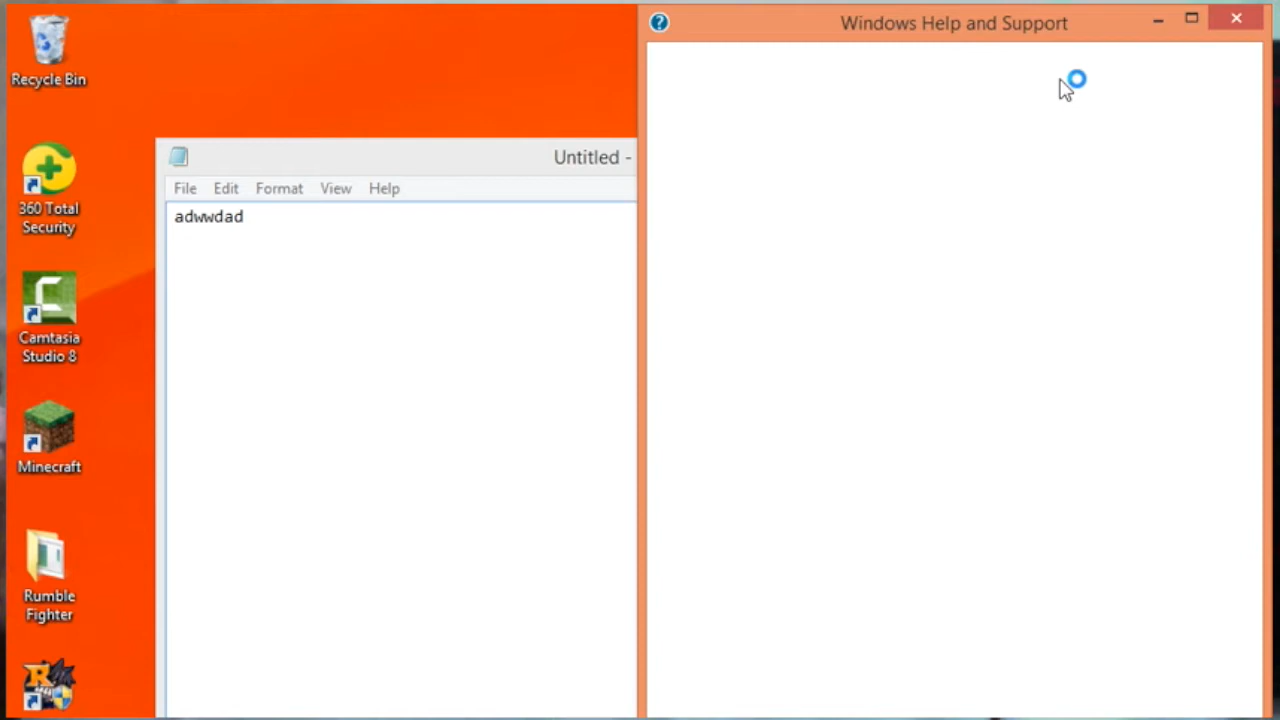 Recycle Bin
360 Total
Security
Camtasia
Studio 8
Minecraft
Rumble
Fighter
Untitled -
File Edit Format View Help
adwwdad
Windows Help and Support